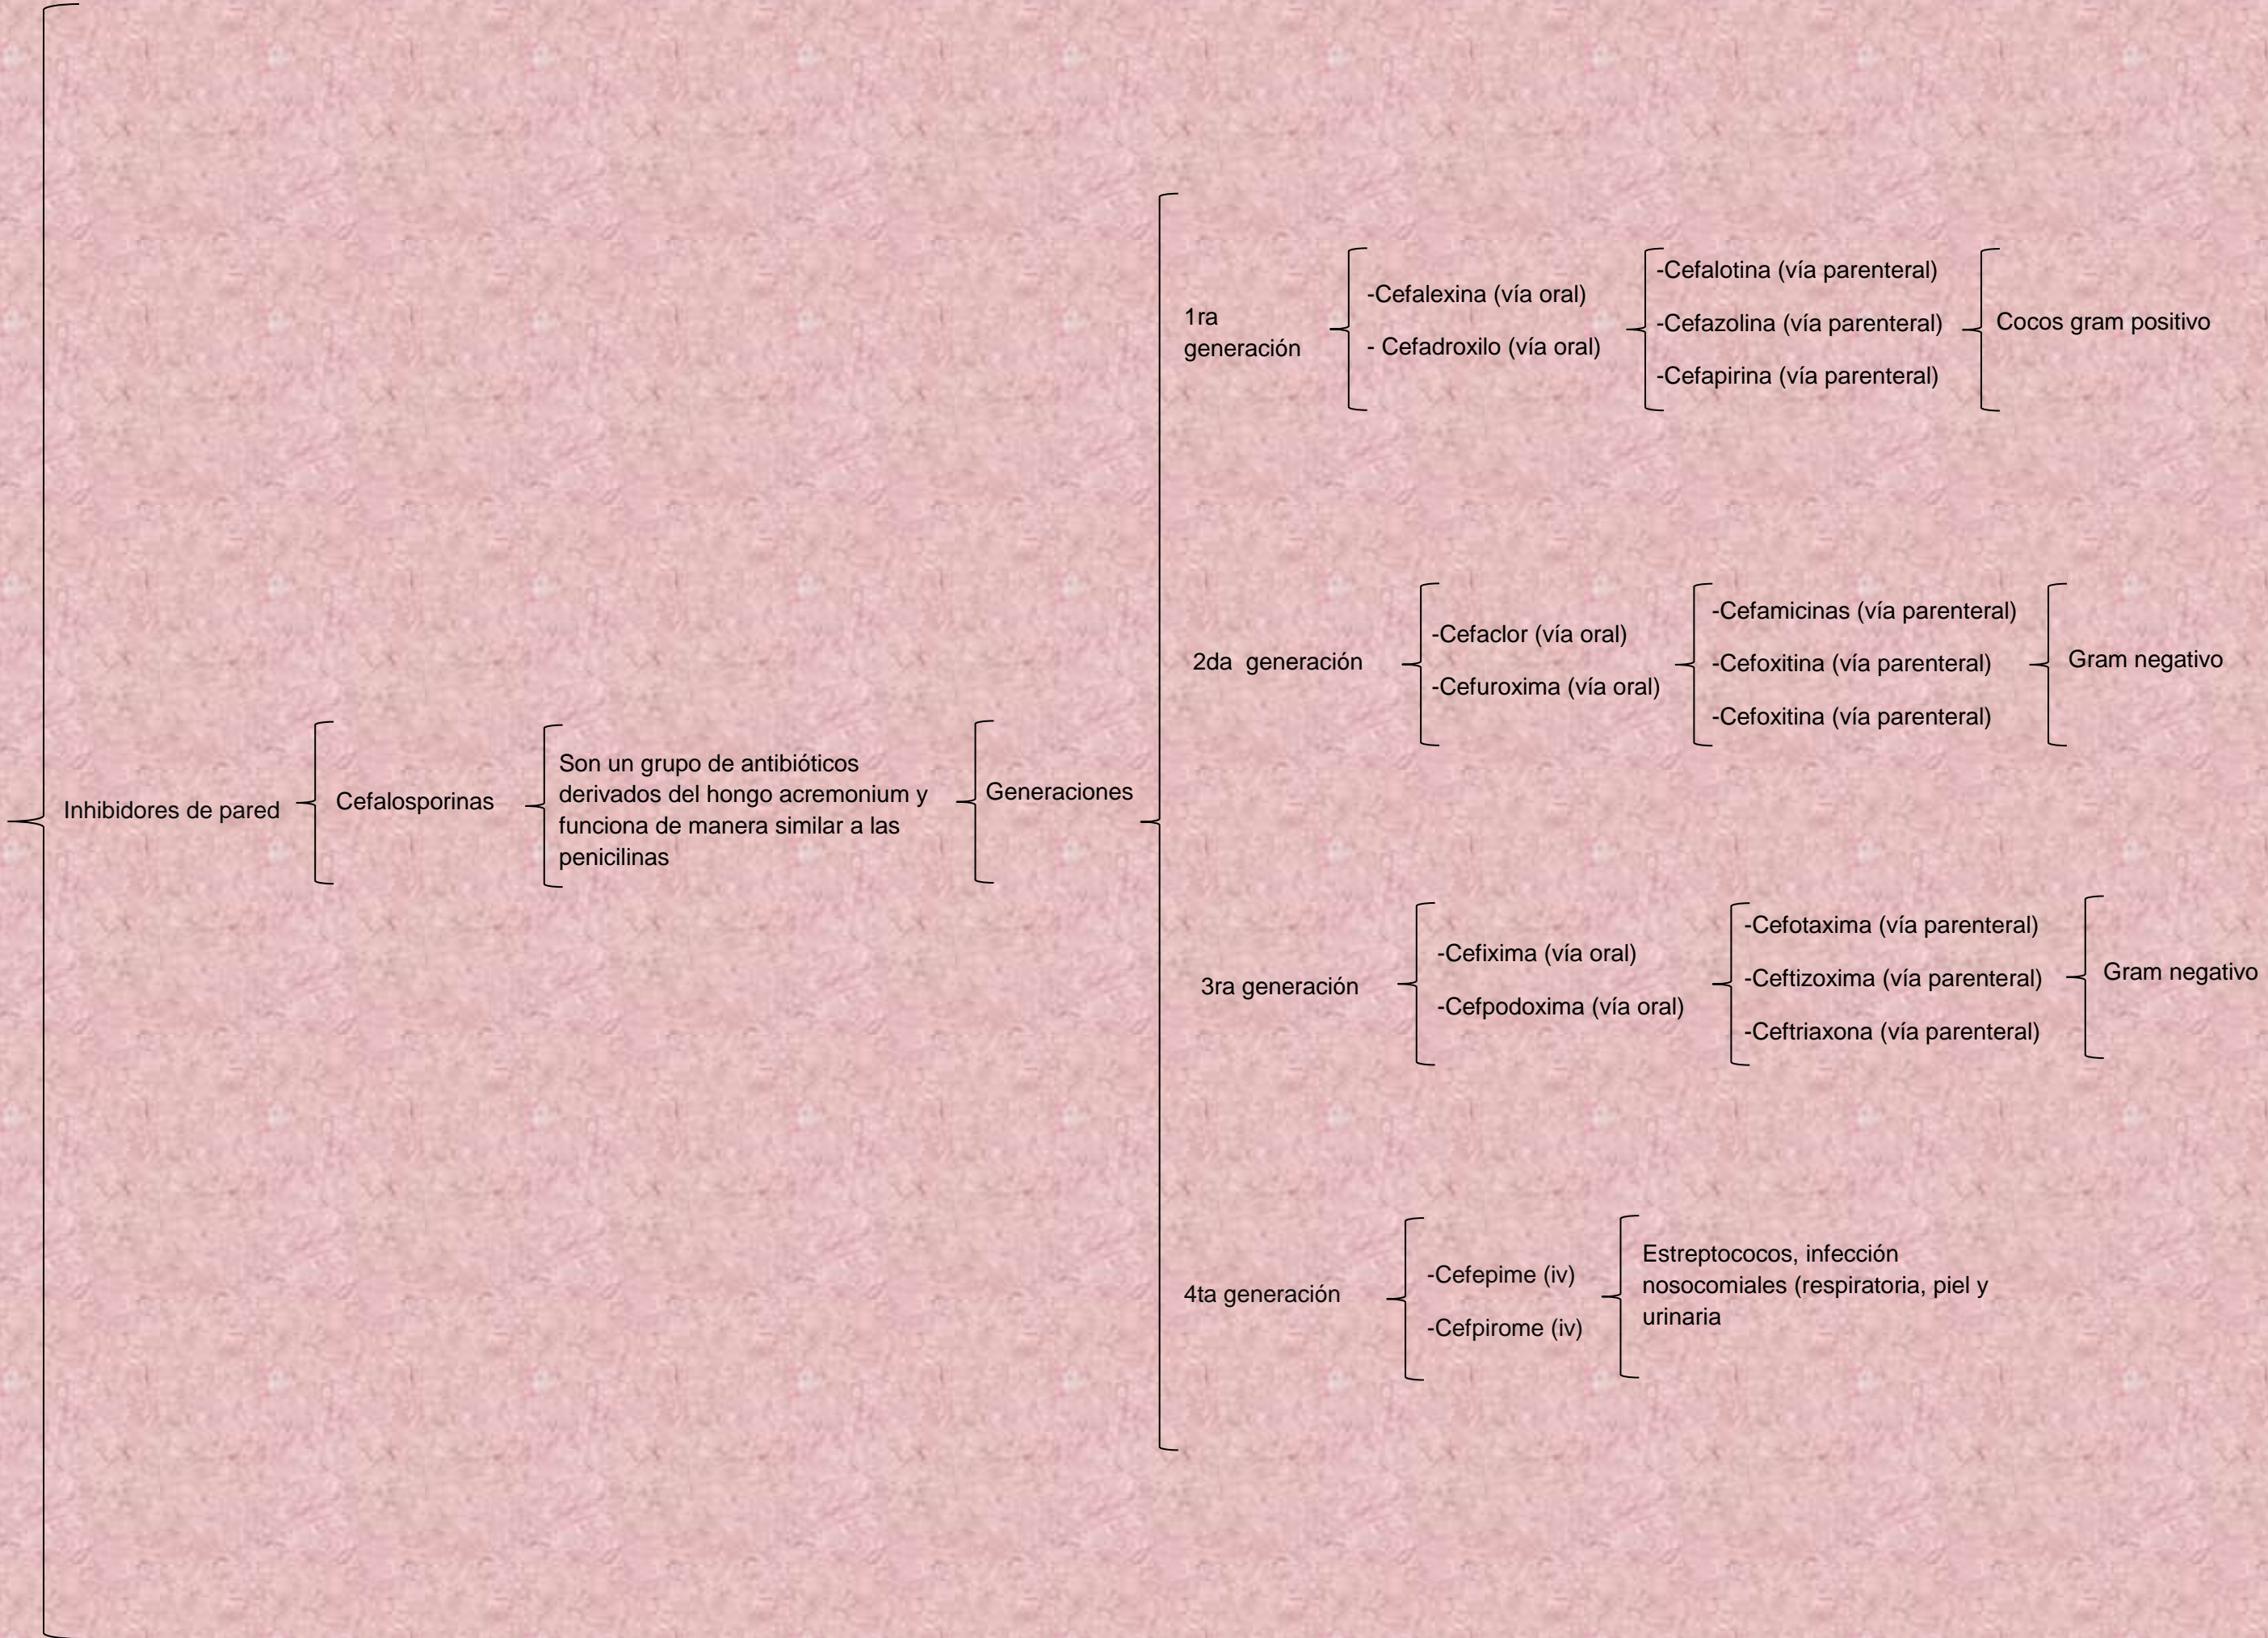 Inhibidores de pared
Cefalosporinas
Son un grupo de antibióticos
derivados del hongo acremonium y
funciona de manera similar a las
penicilinas
Generaciones
1ra
generación
-Cefalexina (vía oral)
- Cefadroxilo (vía oral)
-Cefalotina (vía parenteral)
-Cefazolina (vía parenteral)
-Cefapirina (vía parenteral)
Cocos gram positivo
2da  generación
-Cefaclor (vía oral)
-Cefuroxima (vía oral)
-Cefamicinas (vía parenteral)
-Cefoxitina (vía parenteral)
-Cefoxitina (vía parenteral)
Gram negativo
3ra generación
-Cefixima (vía oral)
-Cefpodoxima (vía oral)
-Cefotaxima (vía parenteral)
-Ceftizoxima (vía parenteral)
-Ceftriaxona (vía parenteral)
Gram negativo
4ta generación
-Cefepime (iv)
-Cefpirome (iv)
Estreptococos, infección
nosocomiales (respiratoria, piel y
urinaria